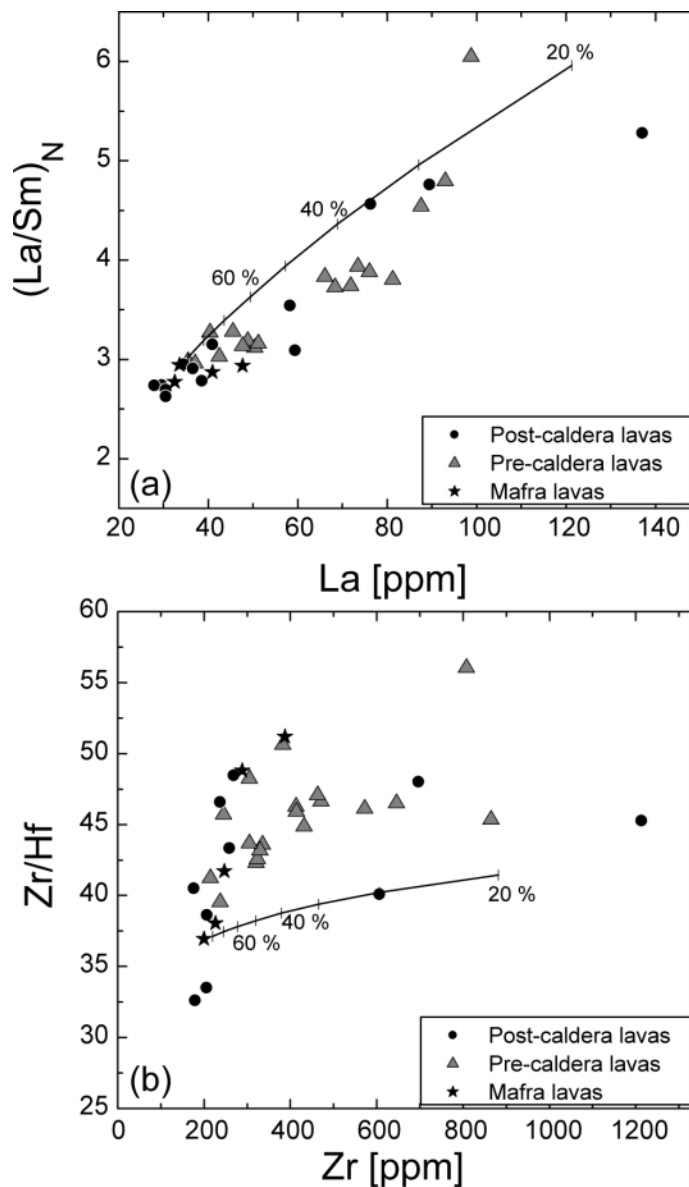 6
5
4
3
2
(La/Sm)N
20 %
40 %
60 %
(a)
Post-caldera lavas
Pre-caldera lavas
Mafra lavas
20 40 60 80 100 120 140
La [ppm]
60
55
50
45
40
35
30
25
Zr/Hf
60 %
40 %
20 %
(b)
Post-caldera lavas
Pre-caldera lavas
Mafra lavas
0 200 400 600 800 1000 1200
Zr [ppm]